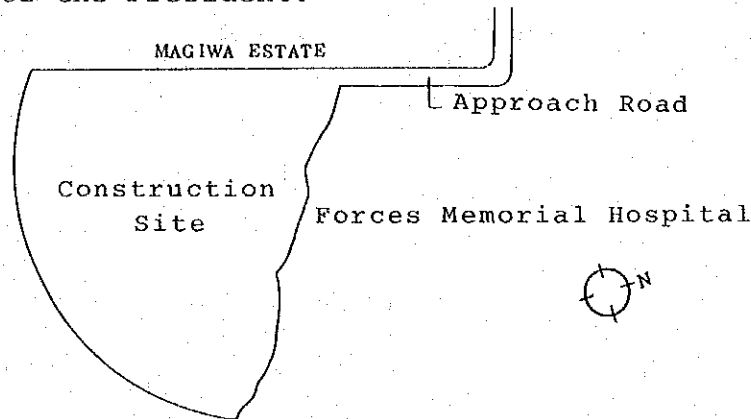 MAGIWA ESTATE
Approach Road
Construction
Site
Forces Memorial Hospital
N